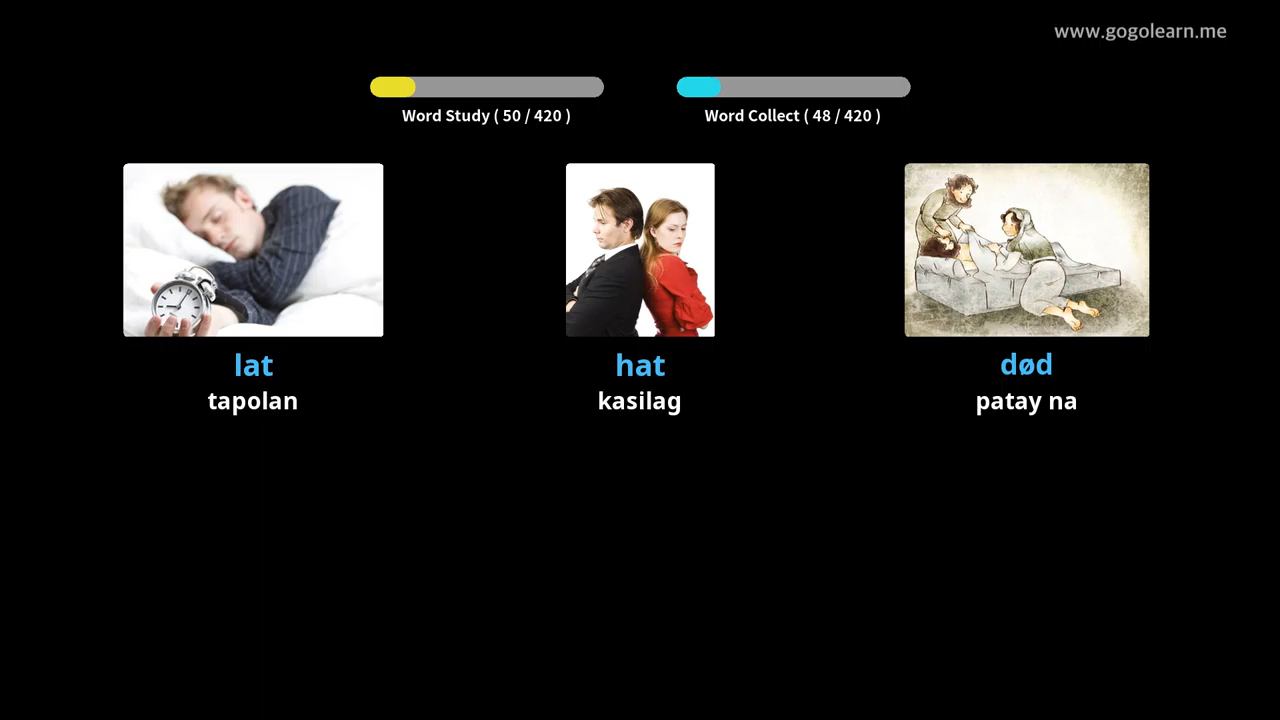 www.gogolearn.me
Word Study ( 50 / 420 )
Word Collect ( 48 / 420 )
lat
tapolan
hat
kasilag
død
patay na